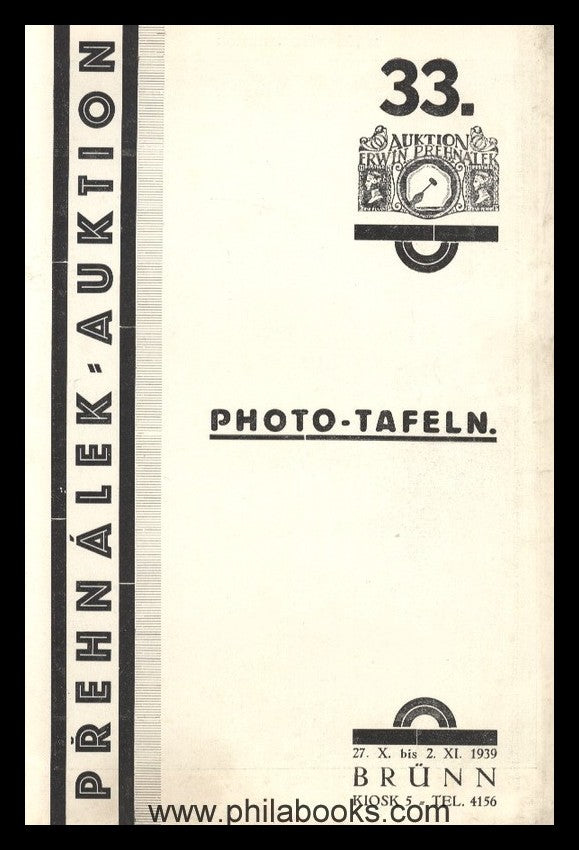 PŘEHNÁLEK-AUKTION
33.
AUKTION
ERWIN PREHNALEK
PHOTO-TAFELN.
27. X. bis 2. XI. 1939
BRÜNN
KIOSK 5 - TEL. 4156
www.philabooks.com